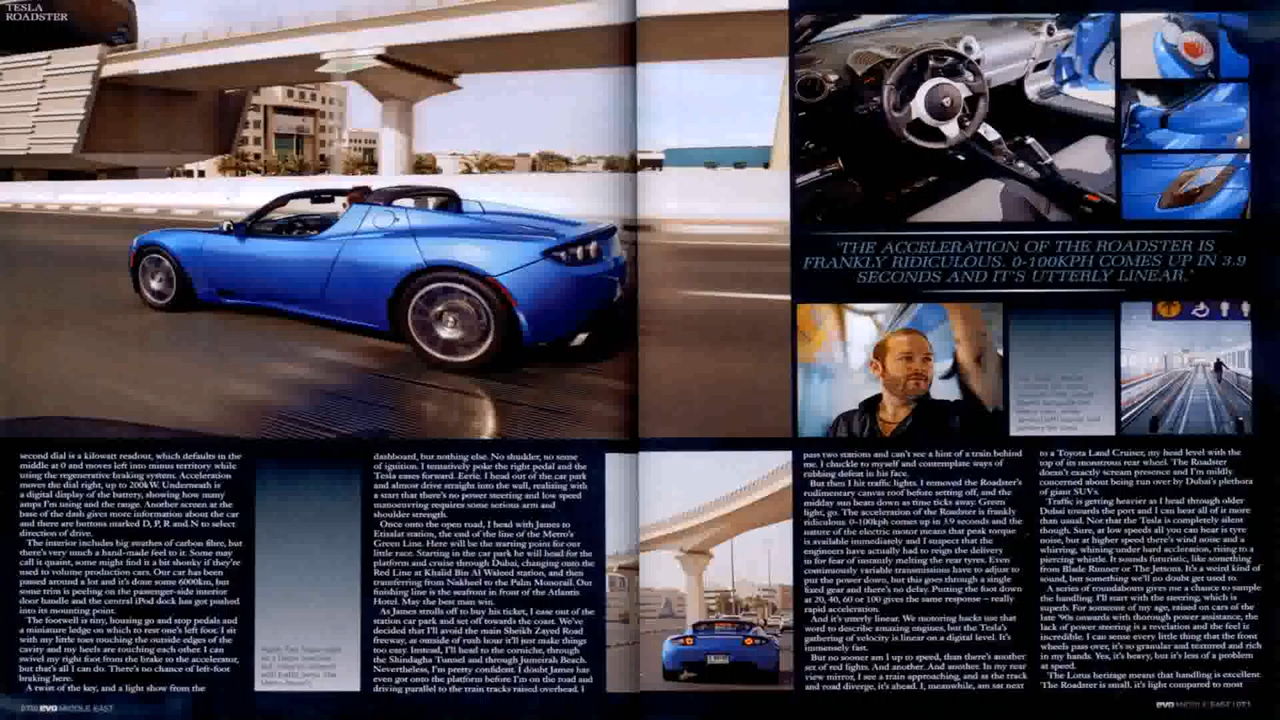 TESLA
ROADSTER
second dial is a kilowatt readout, which defaults in the
middle at 0 and moves left into minus territory while
using the regenerative braking system. Acceleration
moves the dial right, up to 200kW. Underneath is
a digital display of the battery, showing how many
amps I'm using and the range. Another screen at the
base of the dash gives more information about the car
and there are buttons marked D, P, R and N to select
direction of drive.
The interior includes big swathes of carbon fibre, but
there's very much a hand-made feel to it. Some may
call it quaint, some might find it a bit shonky if they're
used to volume production cars. Our car has been
passed around a lot and it's done some 6000km, but
some trim is peeling on the passenger-side interior
door handle and the central iPod dock has got pushed
into its mounting point.
The footwell is tiny, housing go and stop pedals and
a miniature ledge on which to rest one's left foot. I sit
with my little toes touching the outside edges of the
cavity and my heels are touching each other. I can
swivel my right foot from the brake to the accelerator,
but that's all I can do. There's no chance of left-foot
braking here.
A twist of the key, and a light show from the
dashboard, but nothing else. No shudder, no some
of ignition. I tentatively poke the right pedal and the
Tesla eases forward. Eerie. I head out of the car park
and almost drive straight into the wall, realising with
a start that there's no power steering and low speed
manoeuvring requires some serious arm and
shoulder strength.
Once onto the open road, I head with James to
Etisalat station, the end of the line of the Metro's
Green Line. Here will be the starting point for our
little race. Starting in the car park he will head for the
platform and cruise through Dubai, changing onto the
Red Line at Khalid Bin Al Waleed station, and then
transferring from Nakheel to the Palm Monorail. Our
finishing line is the seafront in front of the Atlantis
Hotel. May the best man win.
As James strolls off to buy his ticket, I ease out of the
station car park and set off towards the coast. We've
decided that I'll avoid the main Sheikh Zayed Road
freeway, as outside of rush hour it'll just make things
too easy. Instead, I'll head to the corniche, through
the Shindagha Tunnel and through Jumeirah Beach.
Nevertheless, I'm pretty confident. I doubt James has
even got onto the platform before I'm on the road and
driving parallel to the train tracks raised overhead. I
evo MIDDLE EAST
'THE ACCELERATION OF THE ROADSTER IS
FRANKLY RIDICULOUS. 0-100KPH COMES UP IN 3.9
SECONDS AND IT'S UTTERLY LINEAR.'
pass two stations and can't see a hint of a train behind
me. I chuckle to myself and contemplate ways of
rubbing defeat in his face.
But then I hit traffic lights. I removed the Roadster's
rudimentary canvas roof before setting off, and the
midday sun beats down as time ticks away. Green
light, go. The acceleration of the Roadster is frankly
ridiculous. 0-100kph comes up in 3.9 seconds and the
nature of the electric motor means that peak torque
is available immediately and I suspect that the
engineers have actually had to reign the delivery
in for fear of instantly melting the rear tyres. Even
continuously variable transmissions have to adjust to
put the power down, but this goes through a single
fixed gear and there's no delay. Putting the foot down
at 20, 40, 60 or 100 gives the same response – really
rapid acceleration.
And it's utterly linear. We motoring hacks use that
word to describe amazing engines, but the Tesla's
gathering of velocity is linear on a digital level. It's
immensely fast.
But no sooner am I up to speed, than there's another
set of red lights. And another. And another. In my rear
view mirror, I see a train approaching, and as the track
and road diverge, it's ahead. I, meanwhile, am sat next
to a Toyota Land Cruiser, my head level with the
top of its monstrous rear wheel. The Roadster
doesn't exactly scream presence and I'm mildly
concerned about being run over by Dubai's plethora
of giant SUVs.
Traffic is getting heavier as I head through older
Dubai towards the port and I can hear all of it more
than usual. Not that the Tesla is completely silent
though. Sure, at low speeds all you can hear is tyre
noise, but at higher speed there's wind noise and a
whirring, whining under hard accleration, rising to a
piercing whistle. It sounds futuristic, like something
from Blade Runner or The Jetsons. It's a weird kind of
sound, but something we'll no doubt get used to.
A series of roundabouts give me a chance to sample
the handling. I'll start with the steering, which is
superb. For someone of my age, raised on cars of the
late '90s onwards with thorough power assistance, the
lack of power steering is a revelation and the feel is
incredible. I can sense every little thing that the front
wheels pass over, it's so granular and textured and rich
in my hands. Yes, it's heavy, but it's less of a problem
at speed.
The Lotus heritage means that handling is excellent.
The Roadster is small, it's light compared to most
evo MIDDLE EAST | 071